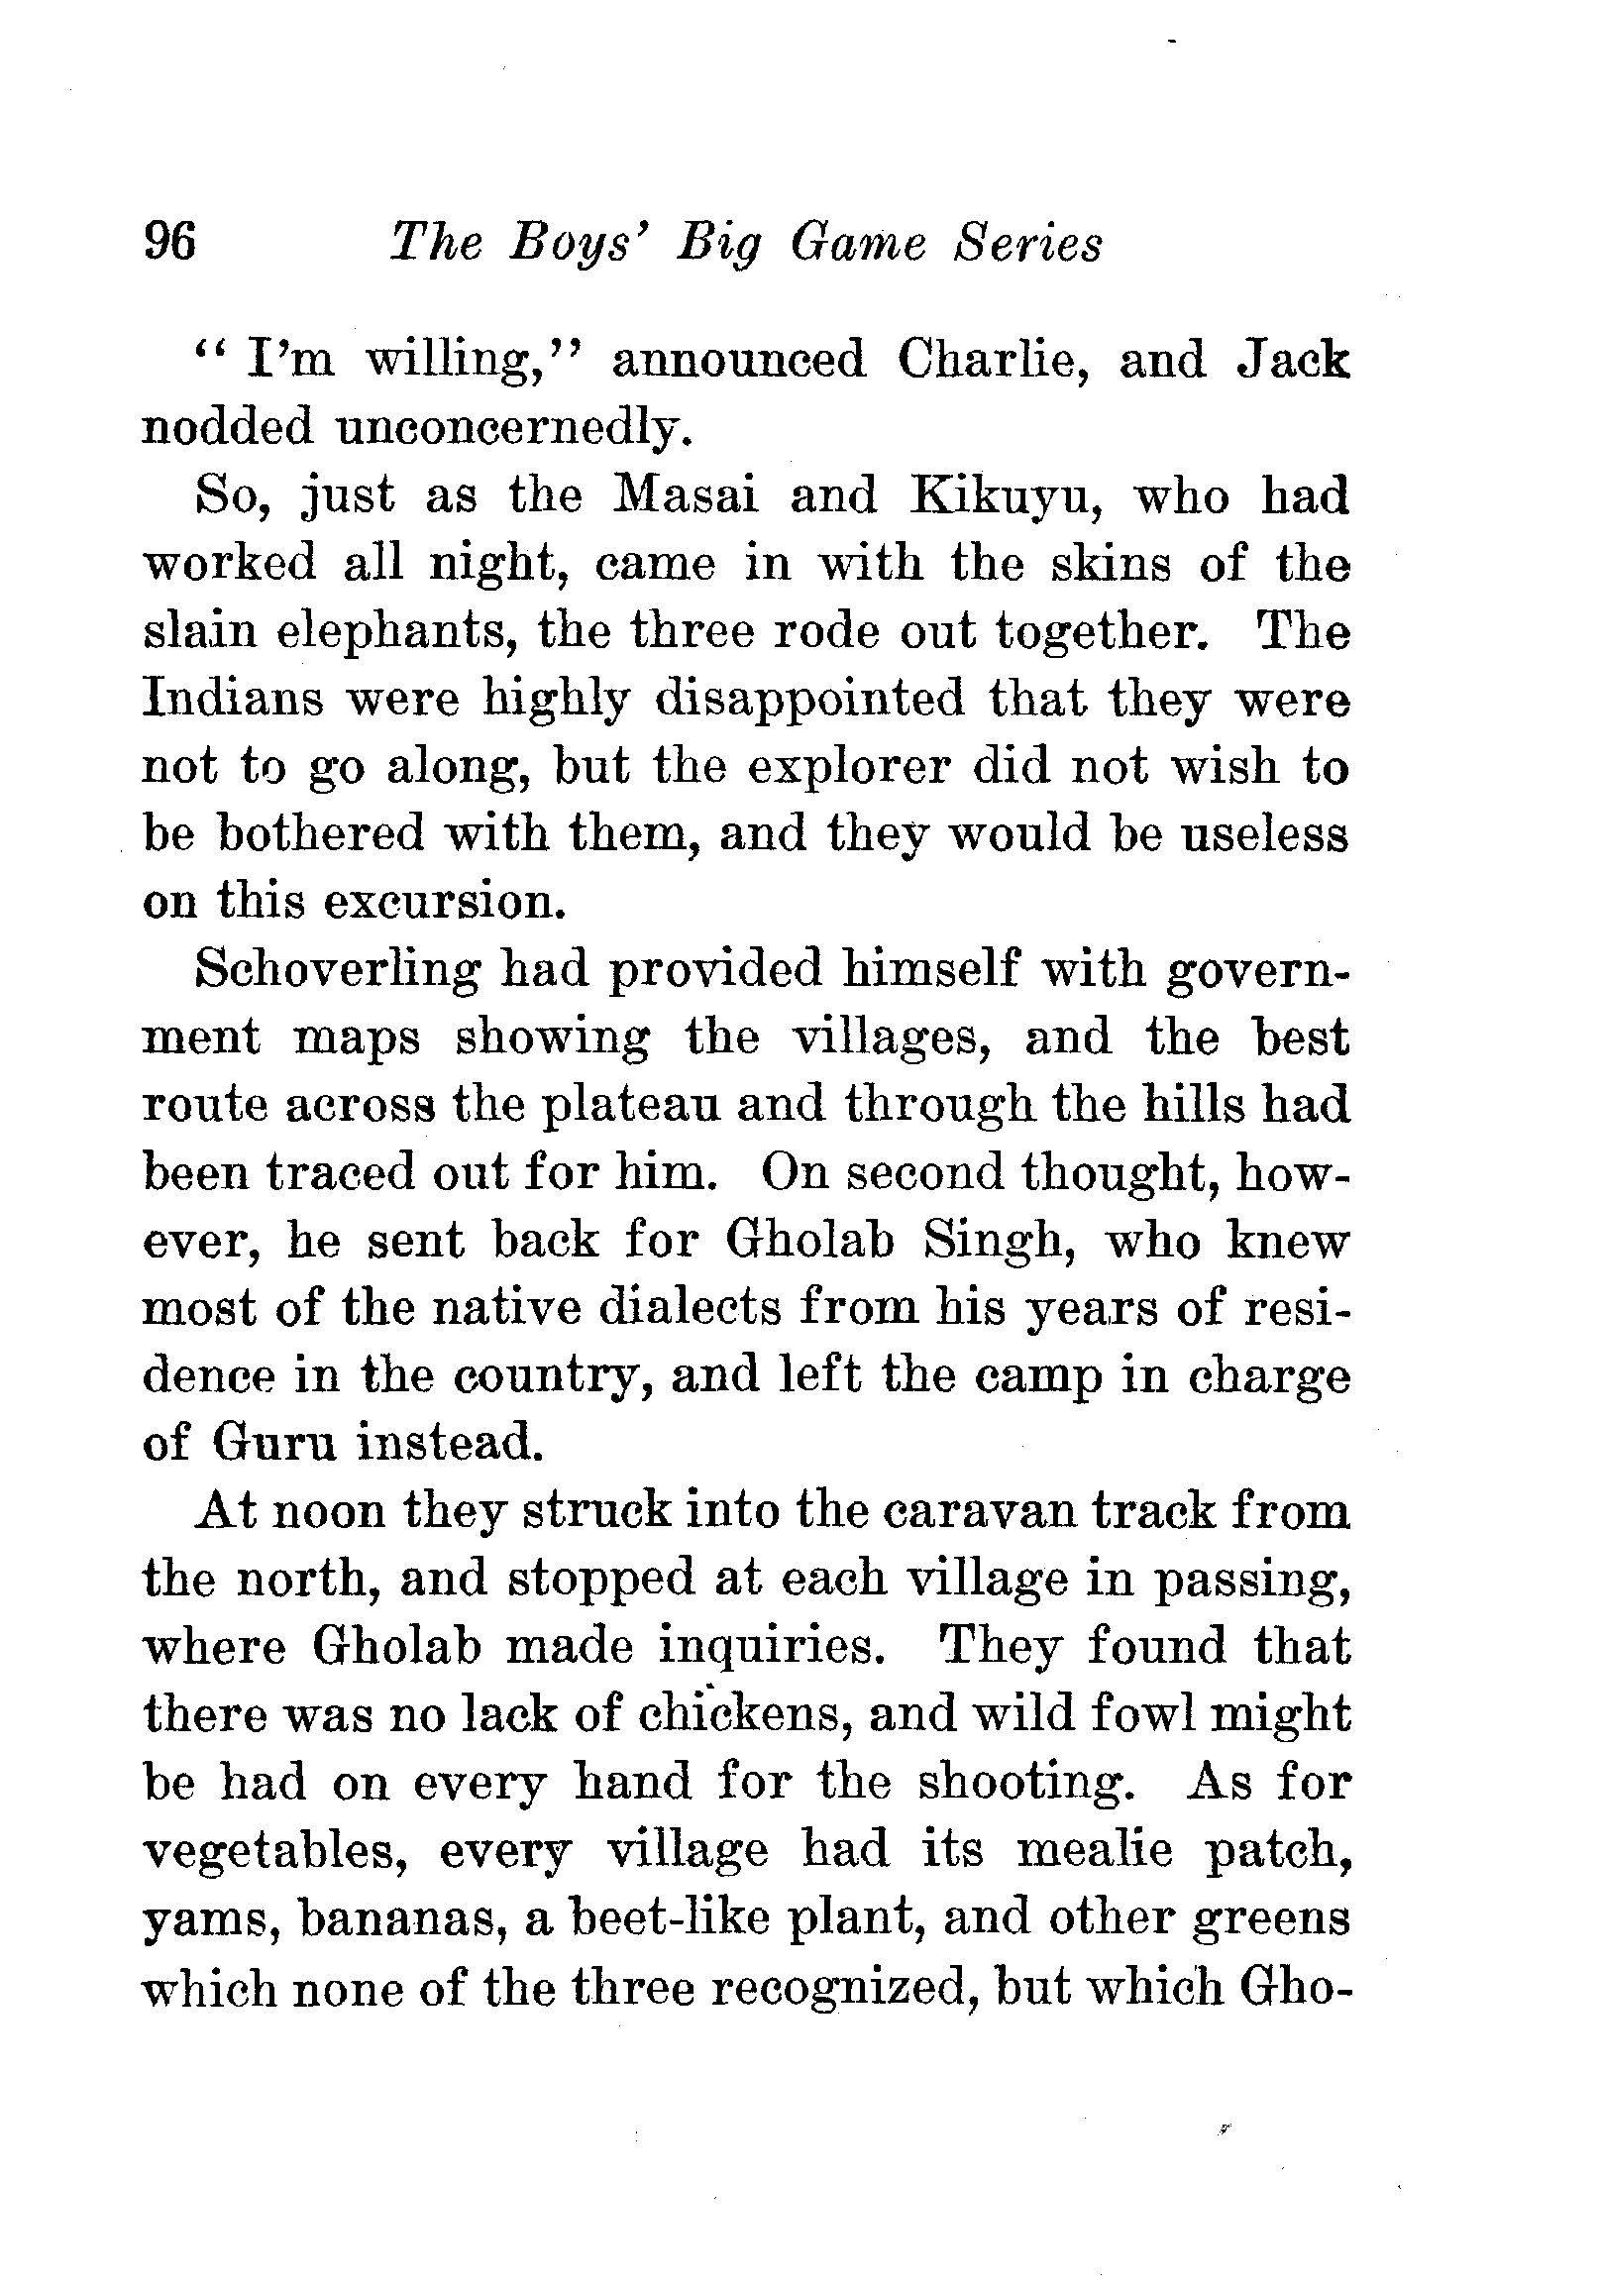 96 The Boys' Big Game Series
" I'm willing," announced Charlie, and Jack
nodded unconcernedly.
So, just as the Masai and Kikuyu, who had
worked all night, came in with the skins of the
slain elephants, the three rode out together. The
Indians were highly disappointed that they were
not to go along, but the explorer did not wish to
be bothered with them, and they would be useless
on this excursion.
Schoverling had provided himself with govern-
ment maps showing the villages, and the best
route across the plateau and through the hills had
been traced out for him. On second thought, how-
ever, he sent back for Gholab Singh, who knew
most of the native dialects from his years of resi-
dence in the country, and left the camp in charge
of Guru instead.
At noon they struck into the caravan track from
the north, and stopped at each village in passing,
where Gholab made inquiries. They found that
there was no lack of chickens, and wild fowl might
be had on every hand for the shooting. As for
vegetables, every village had its mealie patch,
yams, bananas, a beet-like plant, and other greens
which none of the three recognized, but which Gho-